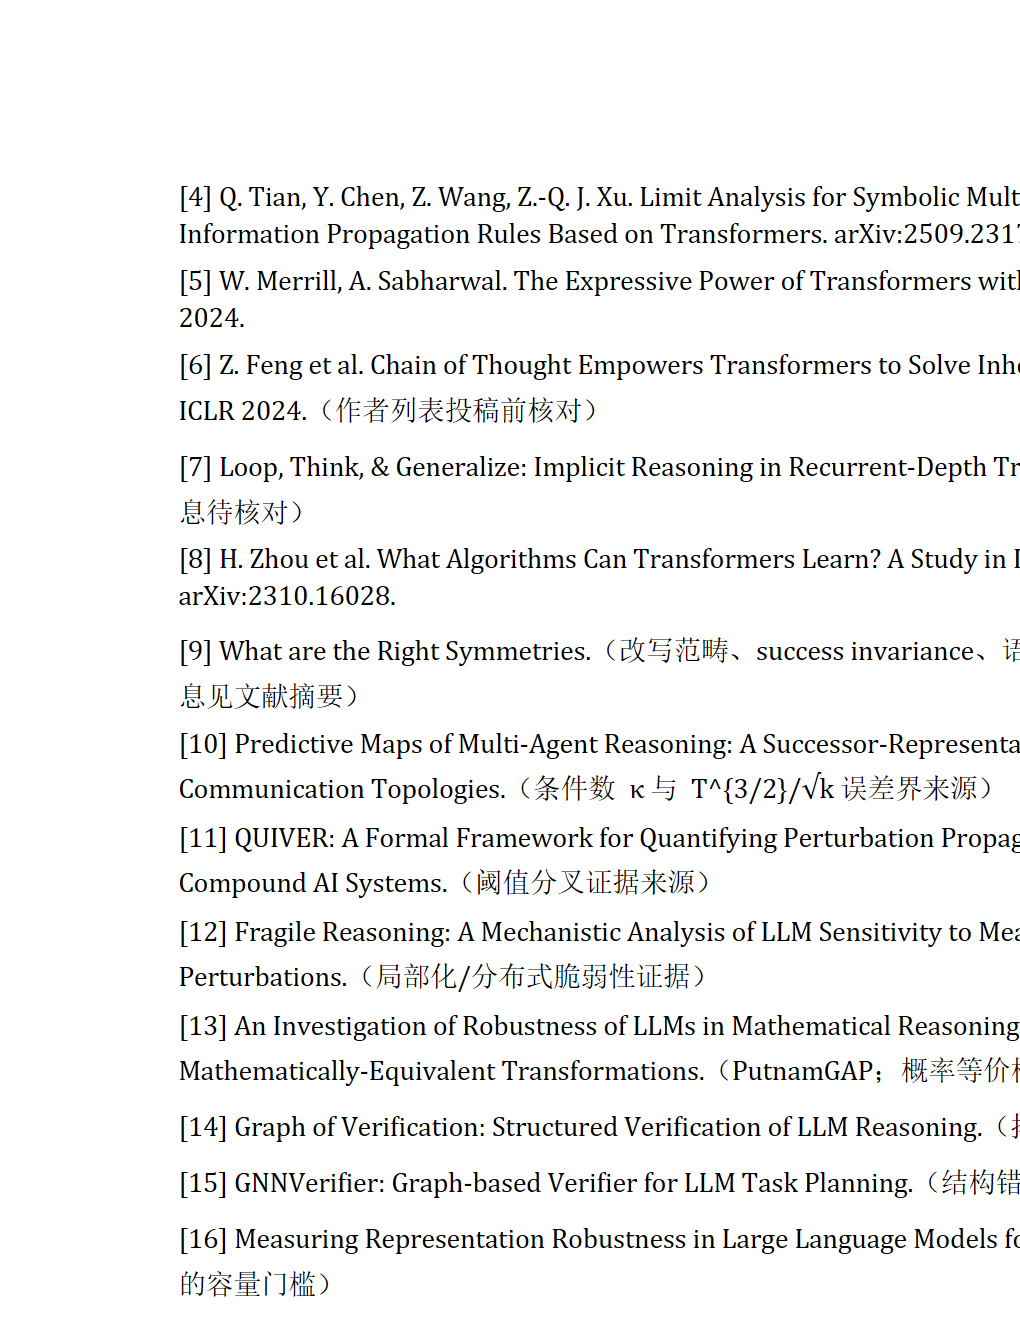 [4] Q. Tian, Y. Chen, Z. Wang, Z.-Q. J. Xu. Limit Analysis for Symbolic Mult
Information Propagation Rules Based on Transformers. arXiv:2509.2317
[5] W. Merrill, A. Sabharwal. The Expressive Power of Transformers with
2024.
[6] Z. Feng et al. Chain of Thought Empowers Transformers to Solve Inhe
ICLR 2024.（作者列表投稿前核对）
[7] Loop, Think, & Generalize: Implicit Reasoning in Recurrent-Depth Tr
息待核对）
[8] H. Zhou et al. What Algorithms Can Transformers Learn? A Study in
arXiv:2310.16028.
[9] What are the Right Symmetries.（改写范畴、success invariance、语
息见文献摘要）
[10] Predictive Maps of Multi-Agent Reasoning: A Successor-Representa
Communication Topologies.（条件数 κ 与 T^{3/2}/√k 误差界来源）
[11] QUIVER: A Formal Framework for Quantifying Perturbation Propag
Compound AI Systems.（阈值分叉证据来源）
[12] Fragile Reasoning: A Mechanistic Analysis of LLM Sensitivity to Mea
Perturbations.（局部化/分布式脆弱性证据）
[13] An Investigation of Robustness of LLMs in Mathematical Reasoning
Mathematically-Equivalent Transformations.（PutnamGAP；概率等价
[14] Graph of Verification: Structured Verification of LLM Reasoning.（
[15] GNNVerifier: Graph-based Verifier for LLM Task Planning.（结构错
[16] Measuring Representation Robustness in Large Language Models fo
的容量门槛）